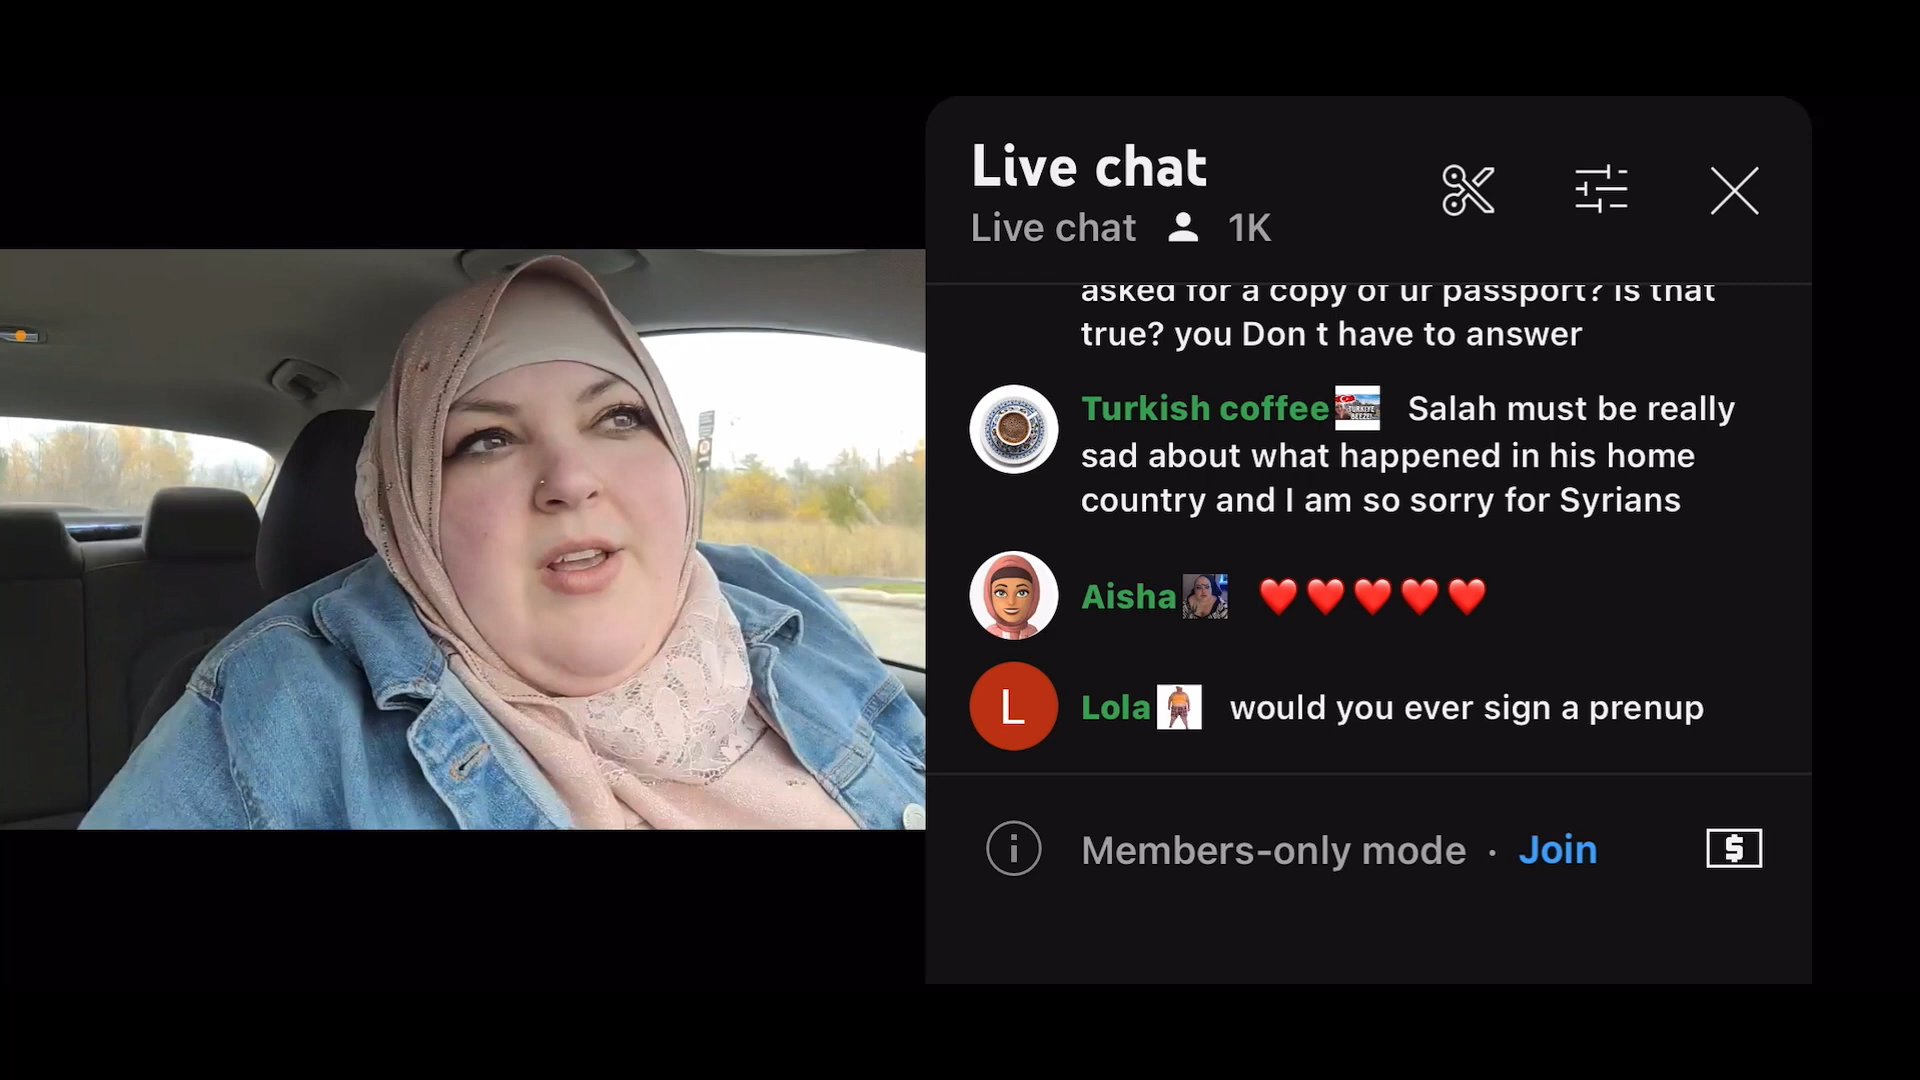 Live chat
Live chat 1K
asked for a copy of ur passport? is that
true? you Don t have to answer
Turkish coffee Salah must be really
sad about what happened in his home
country and I am so sorry for Syrians
Aisha ❤️❤️❤️❤️❤️
L Lola would you ever sign a prenup
Members-only mode · Join